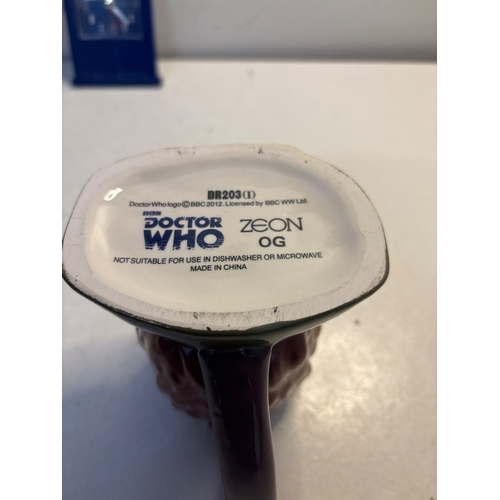 DR203(I)
Doctor Who logo ©BBC 2012. Licensed by BBC WW Ltd.
BBC
DOCTOR
WHO
ZEON
OG
NOT SUITABLE FOR USE IN DISHWASHER OR MICROWAVE
MADE IN CHINA